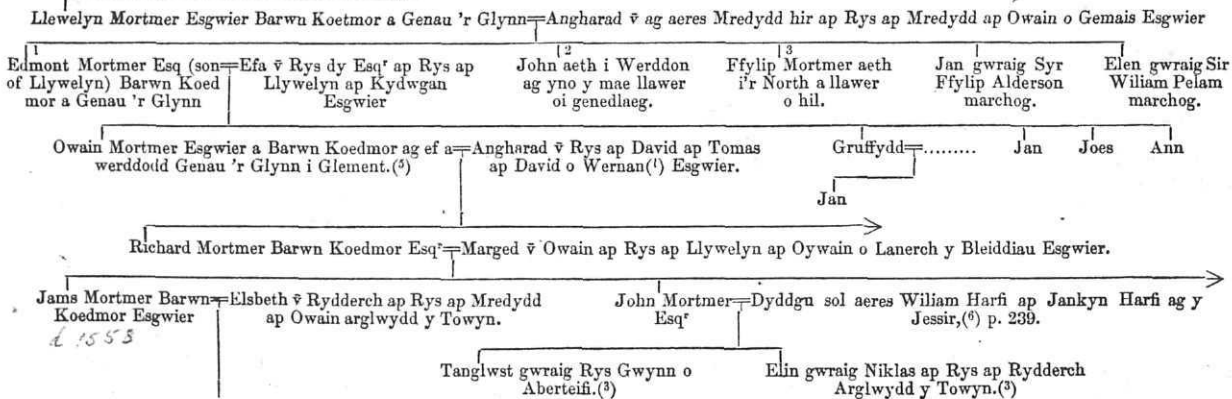 Llewelyn Mortmer Esgwier Barwn Koetmor a Genau 'r Glynn=Angharad v̄ ag aeres Mredydd hir ap Rys ap Mredydd ap Owain o Gemais Esgwier
1
Edmont Mortmer Esq (son=Efa v̄ Rys dy Esqʳ ap Rys ap
of Llywelyn) Barwn Koed Llywelyn ap Kydwgan
mor a Genau 'r Glynn Esgwier
2
John aeth i Werddon
ag yno y mae llawer
oi genedlaeg.
3
Ffylip Mortmer aeth
i'r North a llawer
o hil.
Jan gwraig Syr
Ffylip Alderson
marchog.
Elen gwraig Sir
Wiliam Pelam
marchog.
Owain Mortmer Esgwier a Barwn Koedmor ag ef a=Angharad v̄ Rys ap David ap Tomas
werddodd Genau 'r Glynn i Glement.(⁵) ap David o Wernan(¹) Esgwier.
Gruffydd=......... Jan Joes Ann
Jan
Richard Mortmer Barwn Koedmor Esqʳ=Marged v̄ Owain ap Rys ap Llywelyn ap Oywain o Lanerch y Bleiddiau Esgwier.
Jams Mortmer Barwn=Elsbeth v̄ Rydderch ap Rys ap Mredydd
Koedmor Esgwier ap Owain arglwydd y Towyn.
d 1553
John Mortmer=Dyddgu sol aeres Wiliam Harfi ap Jankyn Harfi ag y
Esqʳ Jessir,(⁶) p. 239.
Tanglwst gwraig Rys Gwynn o
Aberteifi.(³)
Elin gwraig Niklas ap Rys ap Rydderch
Arglwydd y Towyn.(³)